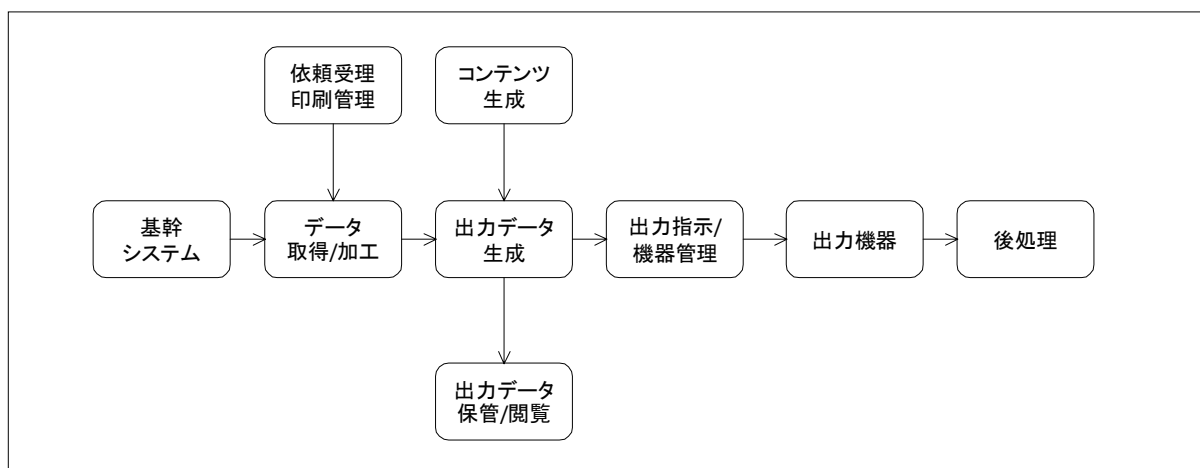 依頼受理
印刷管理
コンテンツ
生成
基幹
システム
データ
取得/加工
出力データ
生成
出力指示/
機器管理
出力機器
後処理
出力データ
保管/閲覧